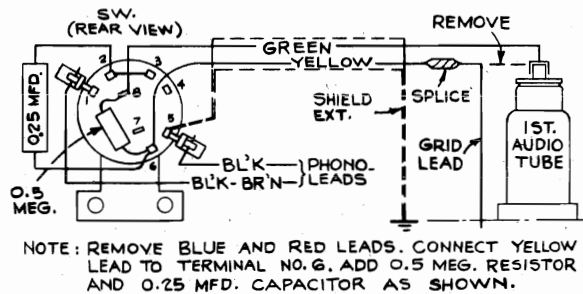 SW.
(REAR VIEW)
REMOVE
GREEN
YELLOW
2
3
4
1
8
7
5
6
0.25 MFD.
SHIELD
EXT.
SPLICE
GRID
LEAD
1ST.
AUDIO
TUBE
0.5
MEG.
BL'K
BL'K-BR'N
PHONO-
LEADS
NOTE: REMOVE BLUE AND RED LEADS. CONNECT YELLOW
LEAD TO TERMINAL NO. 6. ADD 0.5 MEG. RESISTOR
AND 0.25 MFD. CAPACITOR AS SHOWN.